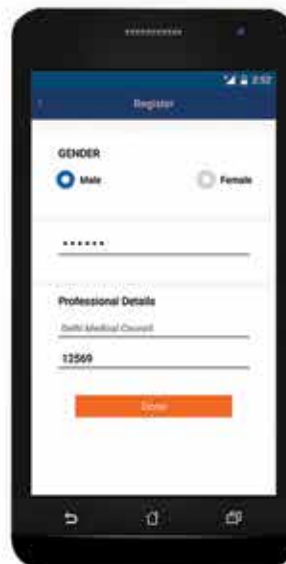 2:52
Register
GENDER
Male Female
••••••
Professional Details
Delhi Medical Council
12569
Done